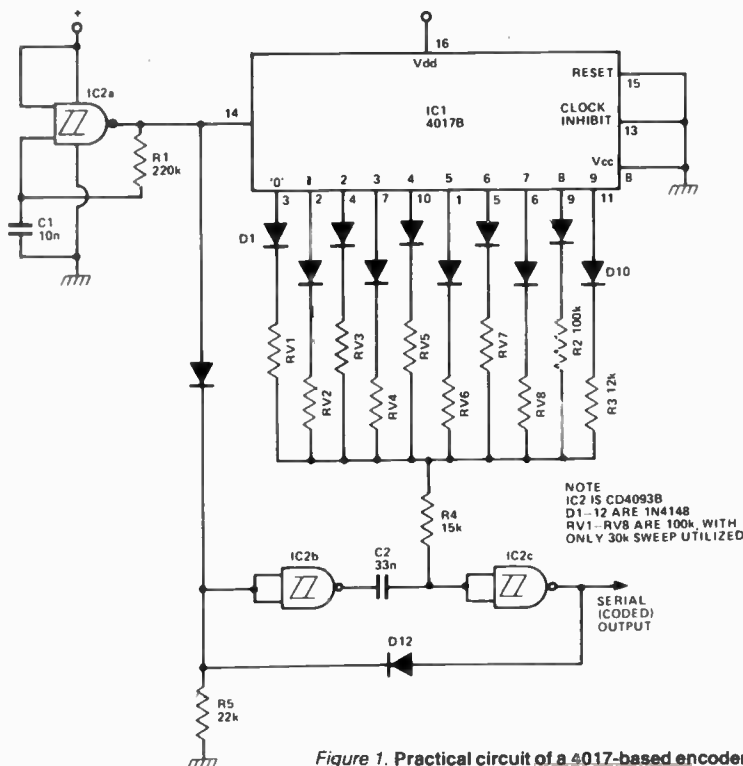 +
16
Vdd
RESET
15
IC2a
14
IC1
4017B
CLOCK
INHIBIT
13
R1
220k
Vcc
8
C1
10n
'0'
1
2
3
4
5
6
7
8
9
3
2
4
7
10
1
5
6
9
11
D1
D10
RV1
RV2
RV3
RV4
RV5
RV6
RV7
RV8
R2 100k
R3 12k
R4
15k
NOTE
IC2 IS CD4093B
D1-12 ARE 1N4148
RV1-RV8 ARE 100k, WITH
ONLY 30k SWEEP UTILIZED
IC2b
C2
33n
IC2c
SERIAL
(CODED)
OUTPUT
D12
R5
22k
Figure 1. Practical circuit of a 4017-based encoder